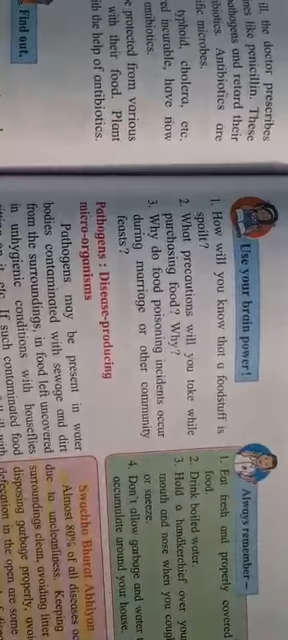 ill, the doctor prescribes
like penicillin. These
pathogens and retard their
Antibiotics are
microbes.
typhoid, cholera, etc.
incurable, have now
antibiotics.
protected from various
with their food. Plant
the help of antibiotics.
Find out.
Use your brain power!
1. How will you know that a foodstuff is
spoilt?
2. What precautions will you take while
purchasing food? Why?
3. Why do food poisoning incidents occur
during marriage or other community
feasts?
Pathogens : Disease-producing
micro-organisms
Pathogens may be present in water
bodies contaminated with sewage and dirt
from the surroundings, in food left uncovered
in unhygienic conditions with houseflies
on it, etc. If such contaminated food
Always remember –
1. Eat fresh and properly covered
food.
2. Drink boiled water.
3. Hold a handkerchief over your
mouth and nose when you cough
or sneeze.
4. Don't allow garbage and water
accumulate around your house.
Swachho Bharat Abhiyan
Almost 80% of all diseases
due to uncleanliness. Keeping
surroundings clean, avoiding litter
disposing garbage properly,
defecation in the open are some